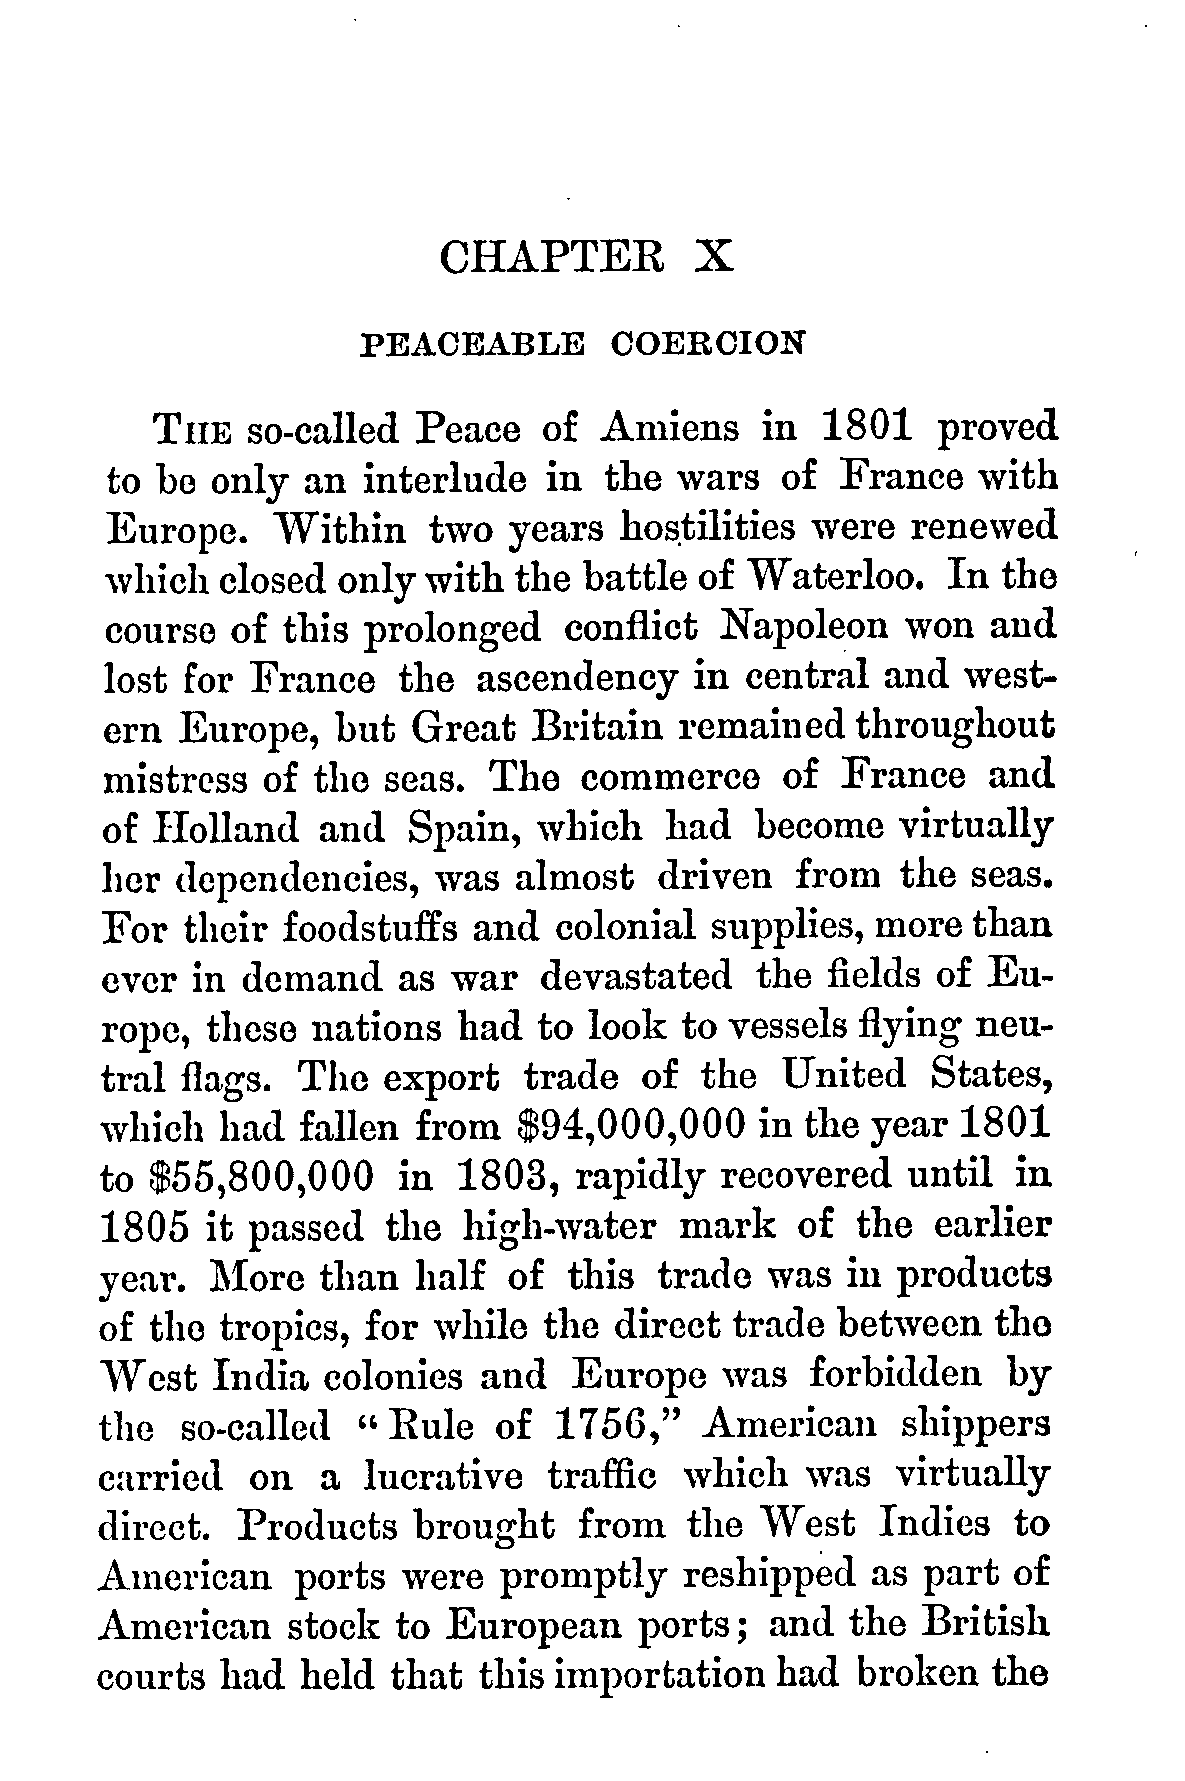 CHAPTER X
PEACEABLE COERCION
THE so-called Peace of Amiens in 1801 proved
to be only an interlude in the wars of France with
Europe. Within two years hostilities were renewed
which closed only with the battle of Waterloo. In the
course of this prolonged conflict Napoleon won and
lost for France the ascendency in central and west-
ern Europe, but Great Britain remained throughout
mistress of the seas. The commerce of France and
of Holland and Spain, which had become virtually
her dependencies, was almost driven from the seas.
For their foodstuffs and colonial supplies, more than
ever in demand as war devastated the fields of Eu-
rope, these nations had to look to vessels flying neu-
tral flags. The export trade of the United States,
which had fallen from $94,000,000 in the year 1801
to $55,800,000 in 1803, rapidly recovered until in
1805 it passed the high-water mark of the earlier
year. More than half of this trade was in products
of the tropics, for while the direct trade between the
West India colonies and Europe was forbidden by
the so-called “Rule of 1756,” American shippers
carried on a lucrative traffic which was virtually
direct. Products brought from the West Indies to
American ports were promptly reshipped as part of
American stock to European ports; and the British
courts had held that this importation had broken the